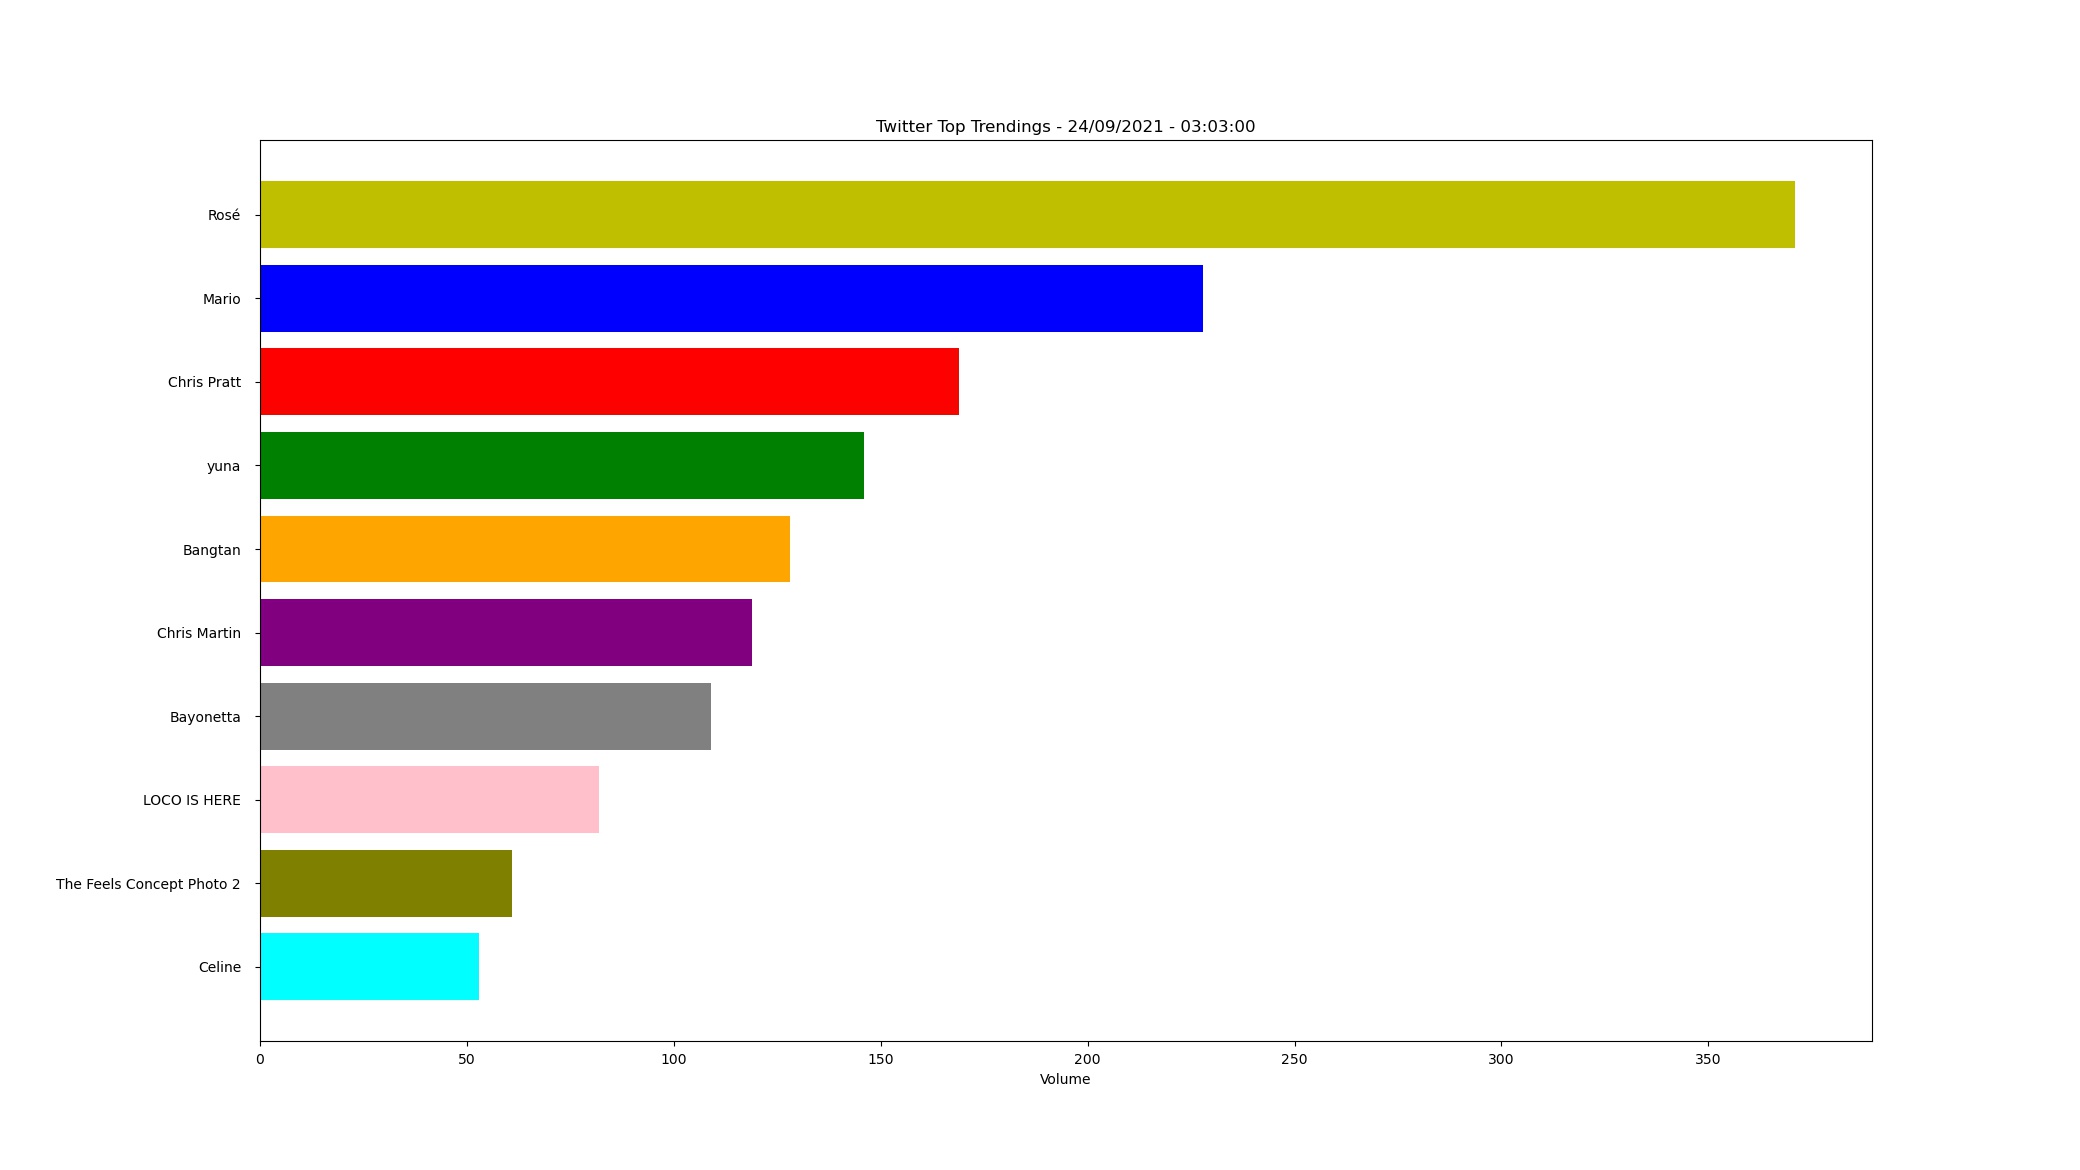 Twitter Top Trendings - 24/09/2021 - 03:03:00
Rosé
Mario
Chris Pratt
yuna
Bangtan
Chris Martin
Bayonetta
LOCO IS HERE
The Feels Concept Photo 2
Celine
0 50 100 150 200 250 300 350
Volume